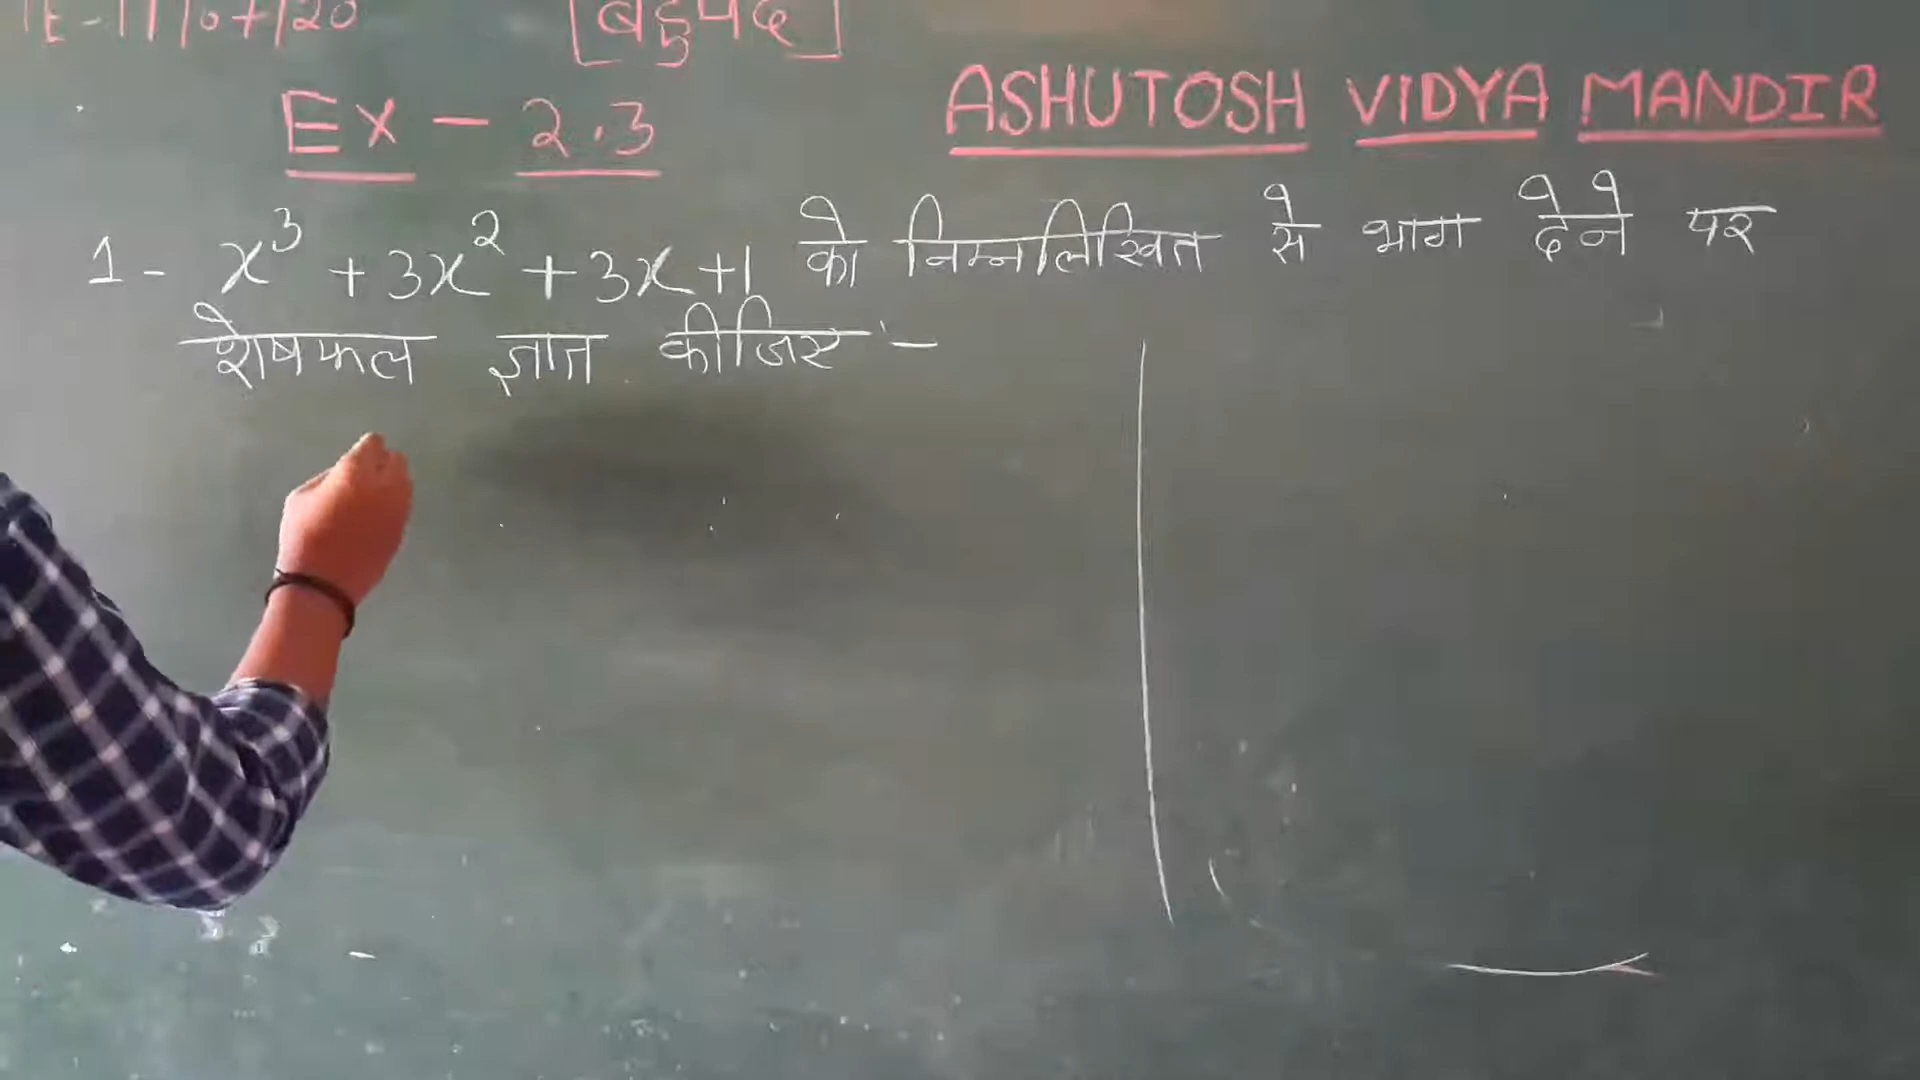 [बहुपद]
Ex - 2.3
ASHUTOSH VIDYA MANDIR
1- x³ + 3x² + 3x + 1 को निम्नलिखित से भाग देने पर
शेषफल ज्ञात कीजिए :-